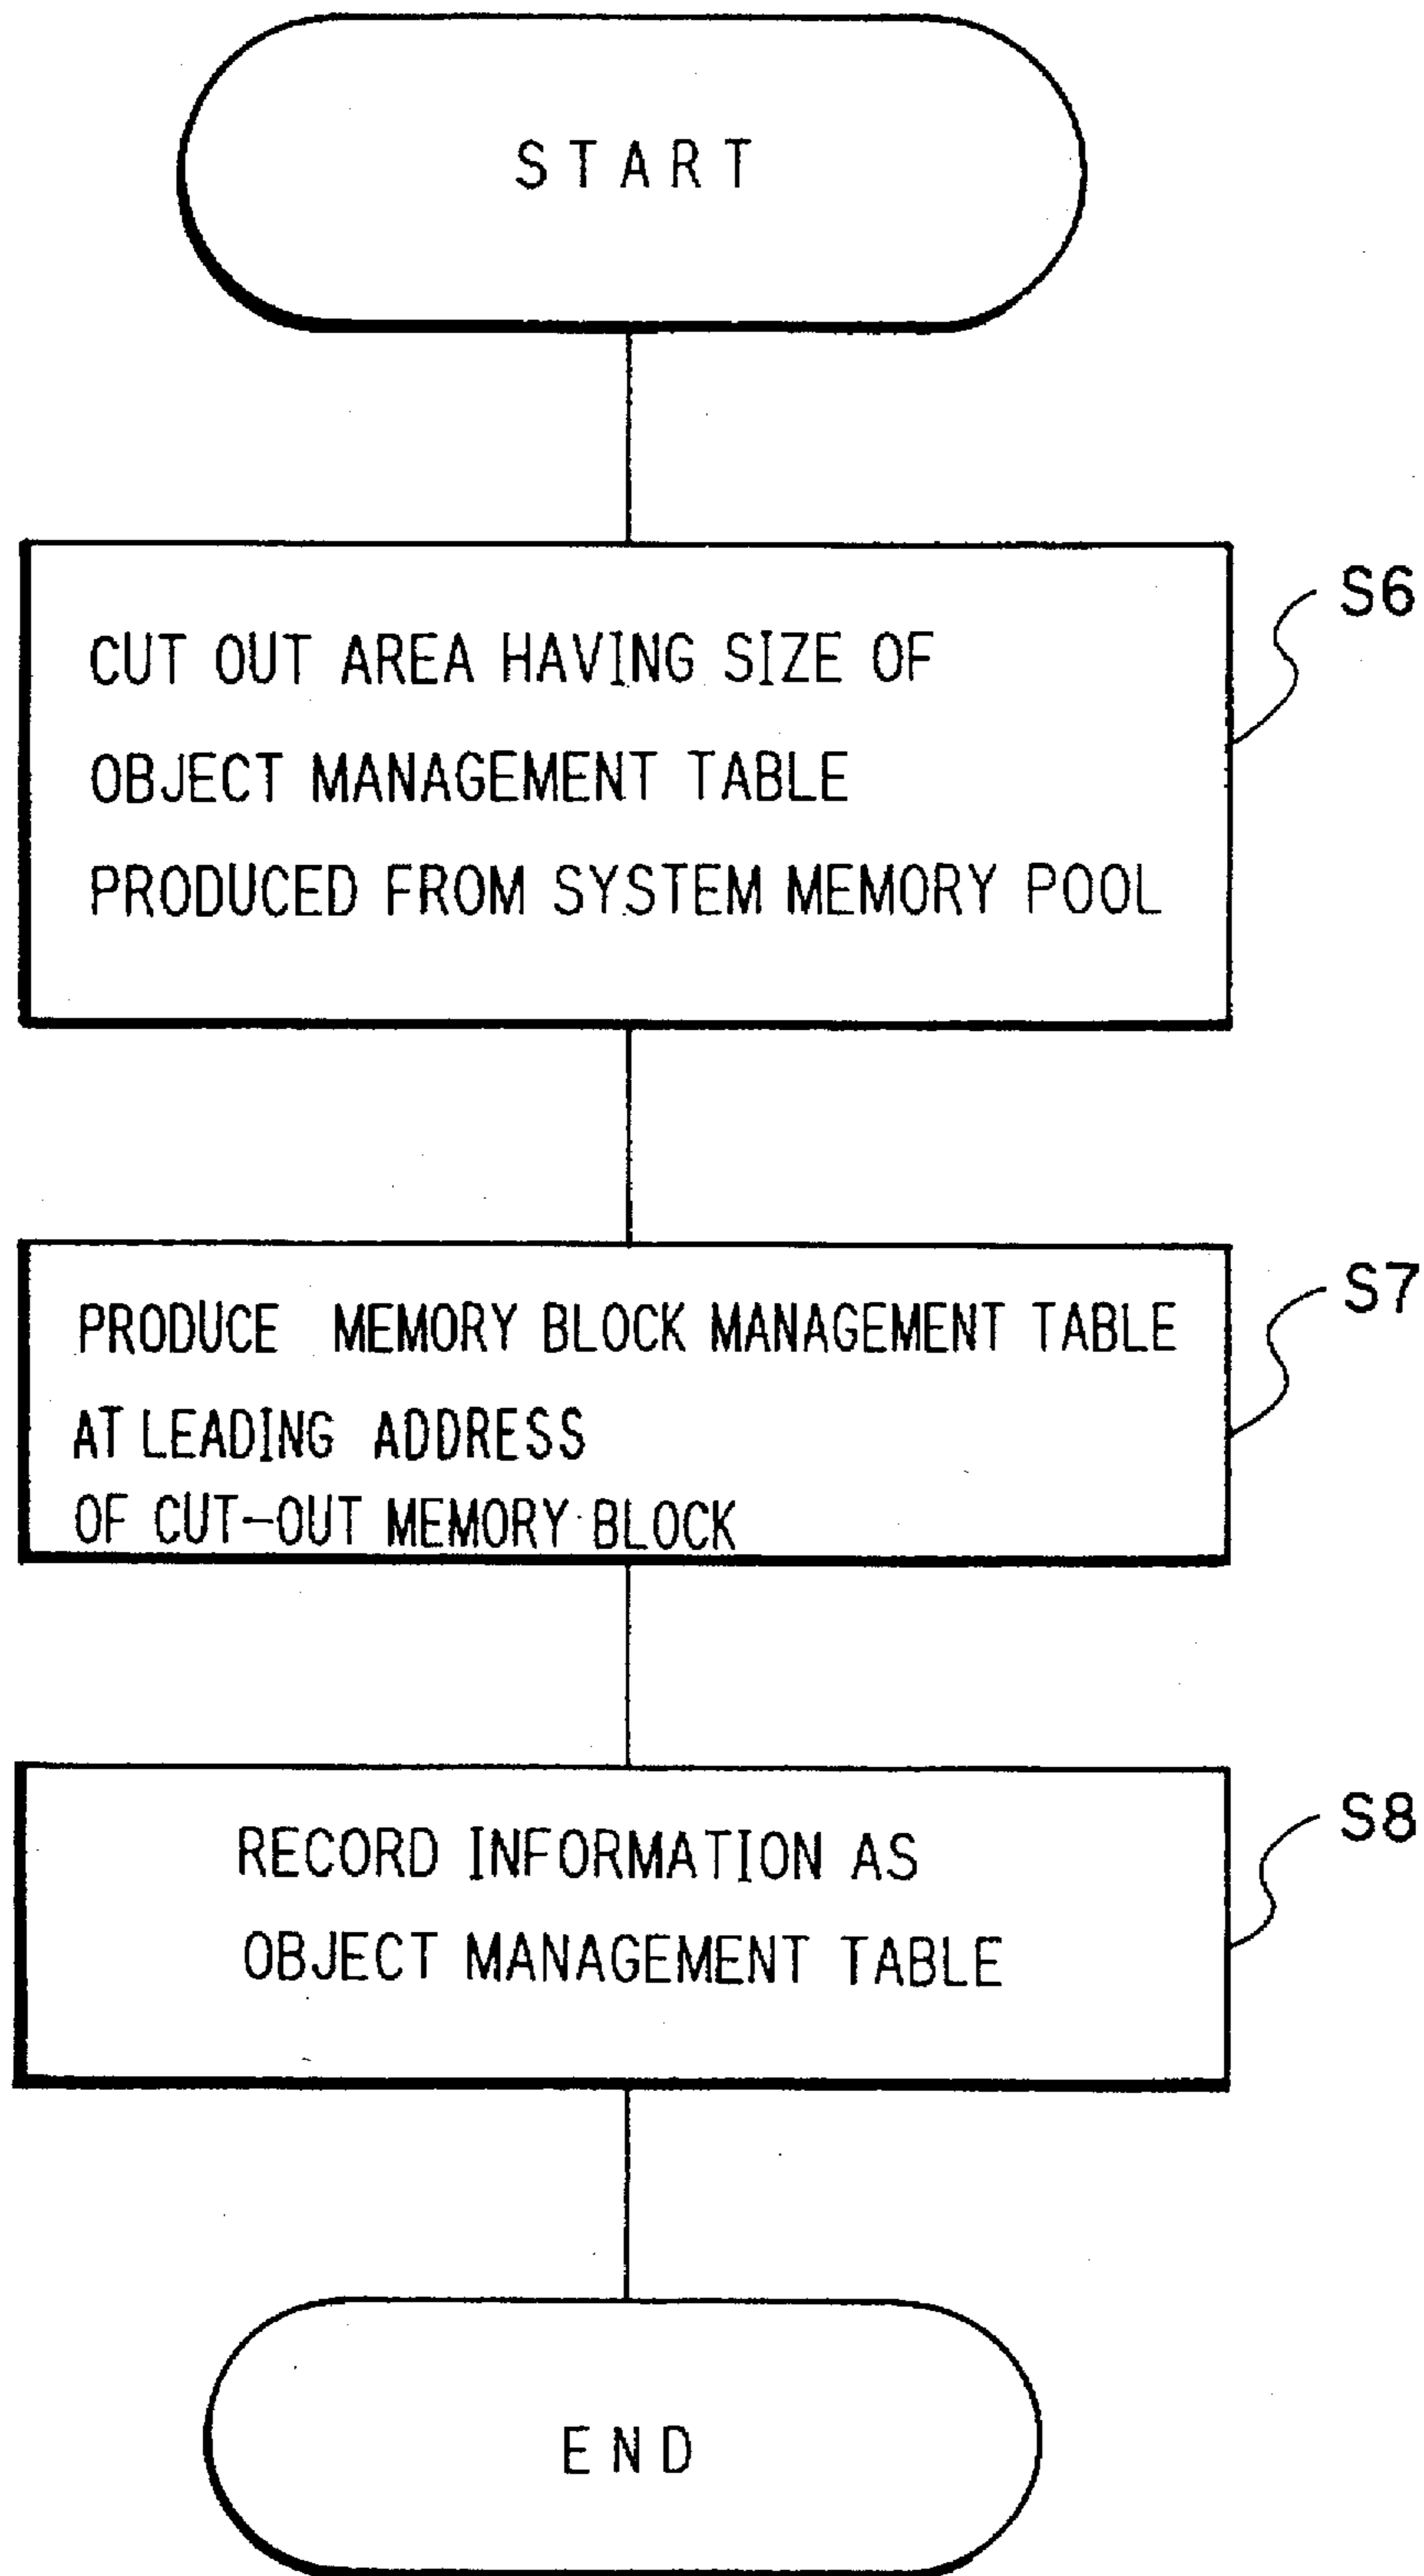 START
CUT OUT AREA HAVING SIZE OF
OBJECT MANAGEMENT TABLE
PRODUCED FROM SYSTEM MEMORY POOL
S6
PRODUCE MEMORY BLOCK MANAGEMENT TABLE
AT LEADING ADDRESS
OF CUT-OUT MEMORY BLOCK
S7
RECORD INFORMATION AS
OBJECT MANAGEMENT TABLE
S8
END